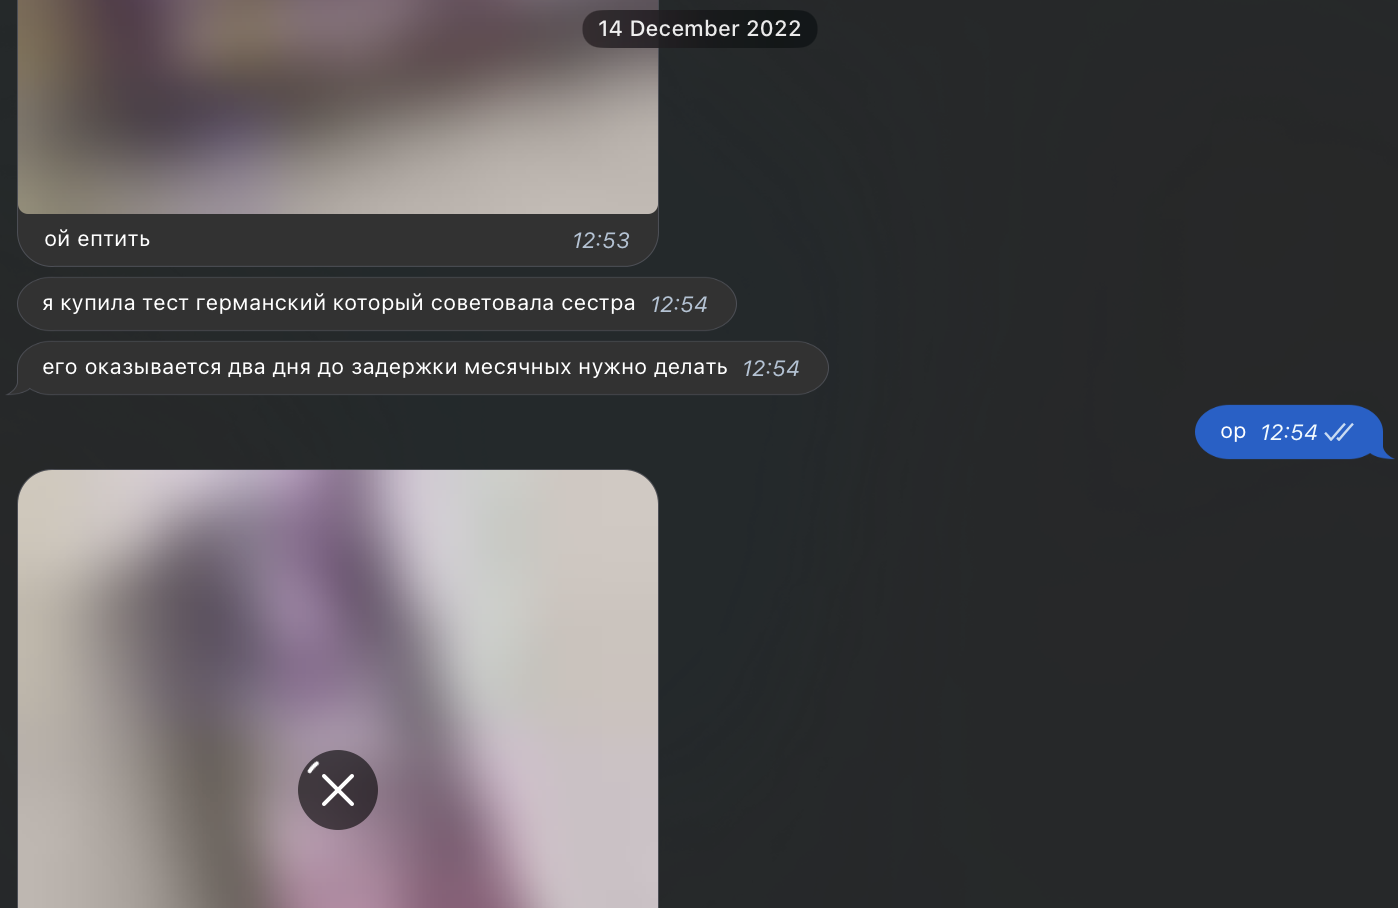 14 December 2022
ой ептить 12:53
я купила тест германский который советовала сестра 12:54
его оказывается два дня до задержки месячных нужно делать 12:54
ор 12:54